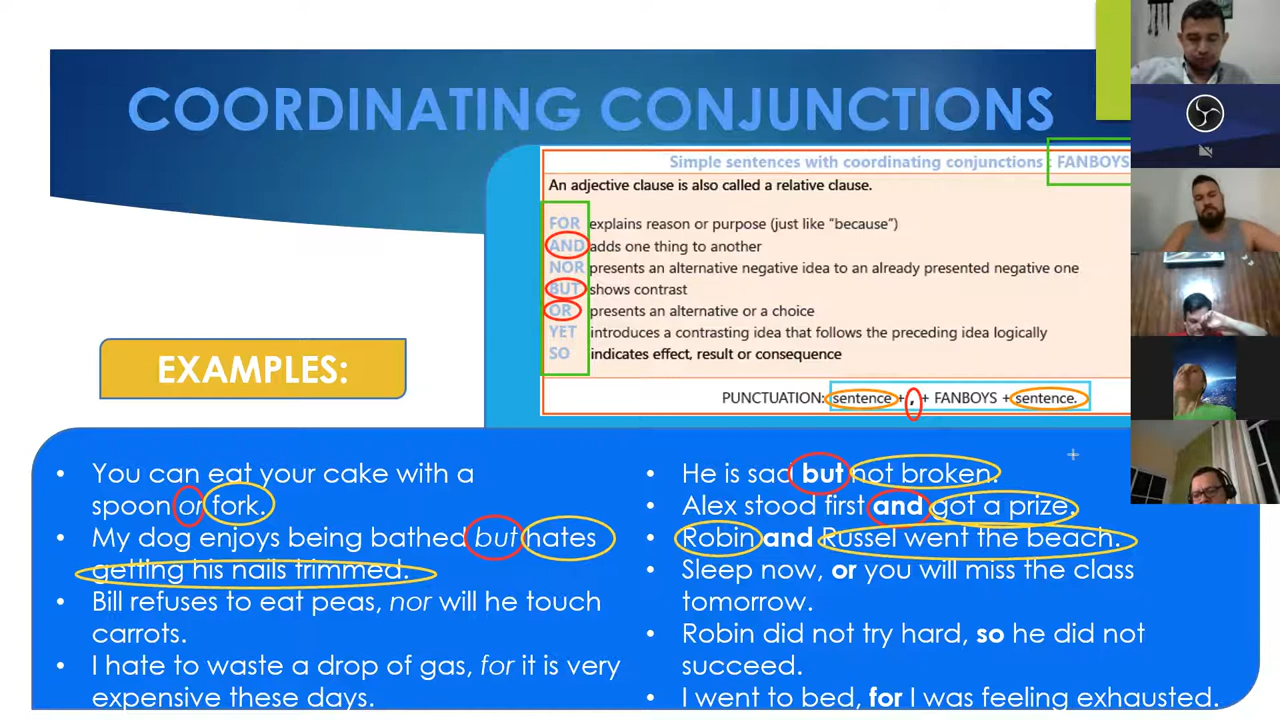 COORDINATING CONJUNCTIONS
Simple sentences with coordinating conjunctions : FANBYOS
An adjective clause is also called a relative clause.
FOR explains reason or purpose (just like "because")
AND adds one thing to another
NOR presents an alternative negative idea to an already presented negative one
BUT shows contrast
OR presents an alternative or a choice
YET introduces a contrasting idea that follows the preceding idea logically
SO indicates effect, result or consequence
PUNCTUATION: sentence + , + FANBOYS + sentence.
EXAMPLES:
• You can eat your cake with a
spoon or fork.
• My dog enjoys being bathed but hates
getting his nails trimmed.
• Bill refuses to eat peas, nor will he touch
carrots.
• I hate to waste a drop of gas, for it is very
expensive these days.
• He is sad but not broken.
• Alex stood first and got a prize.
• Robin and Russel went the beach.
• Sleep now, or you will miss the class
tomorrow.
• Robin did not try hard, so he did not
succeed.
• I went to bed, for I was feeling exhausted.